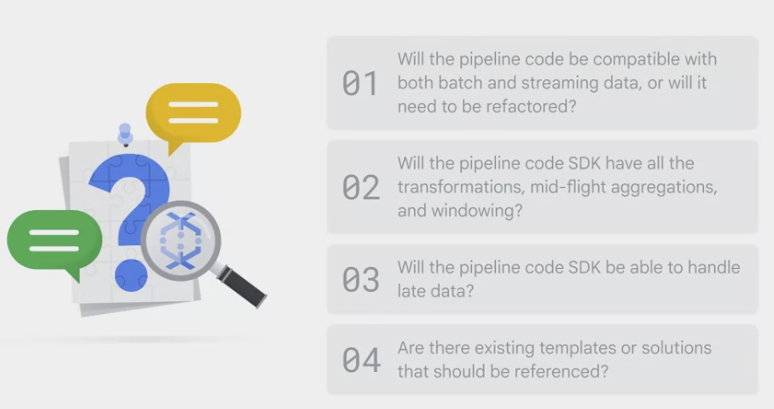 01
Will the pipeline code be compatible with
both batch and streaming data, or will it
need to be refactored?
02
Will the pipeline code SDK have all the
transformations, mid-flight aggregations,
and windowing?
03
Will the pipeline code SDK be able to handle
late data?
04
Are there existing templates or solutions
that should be referenced?
?